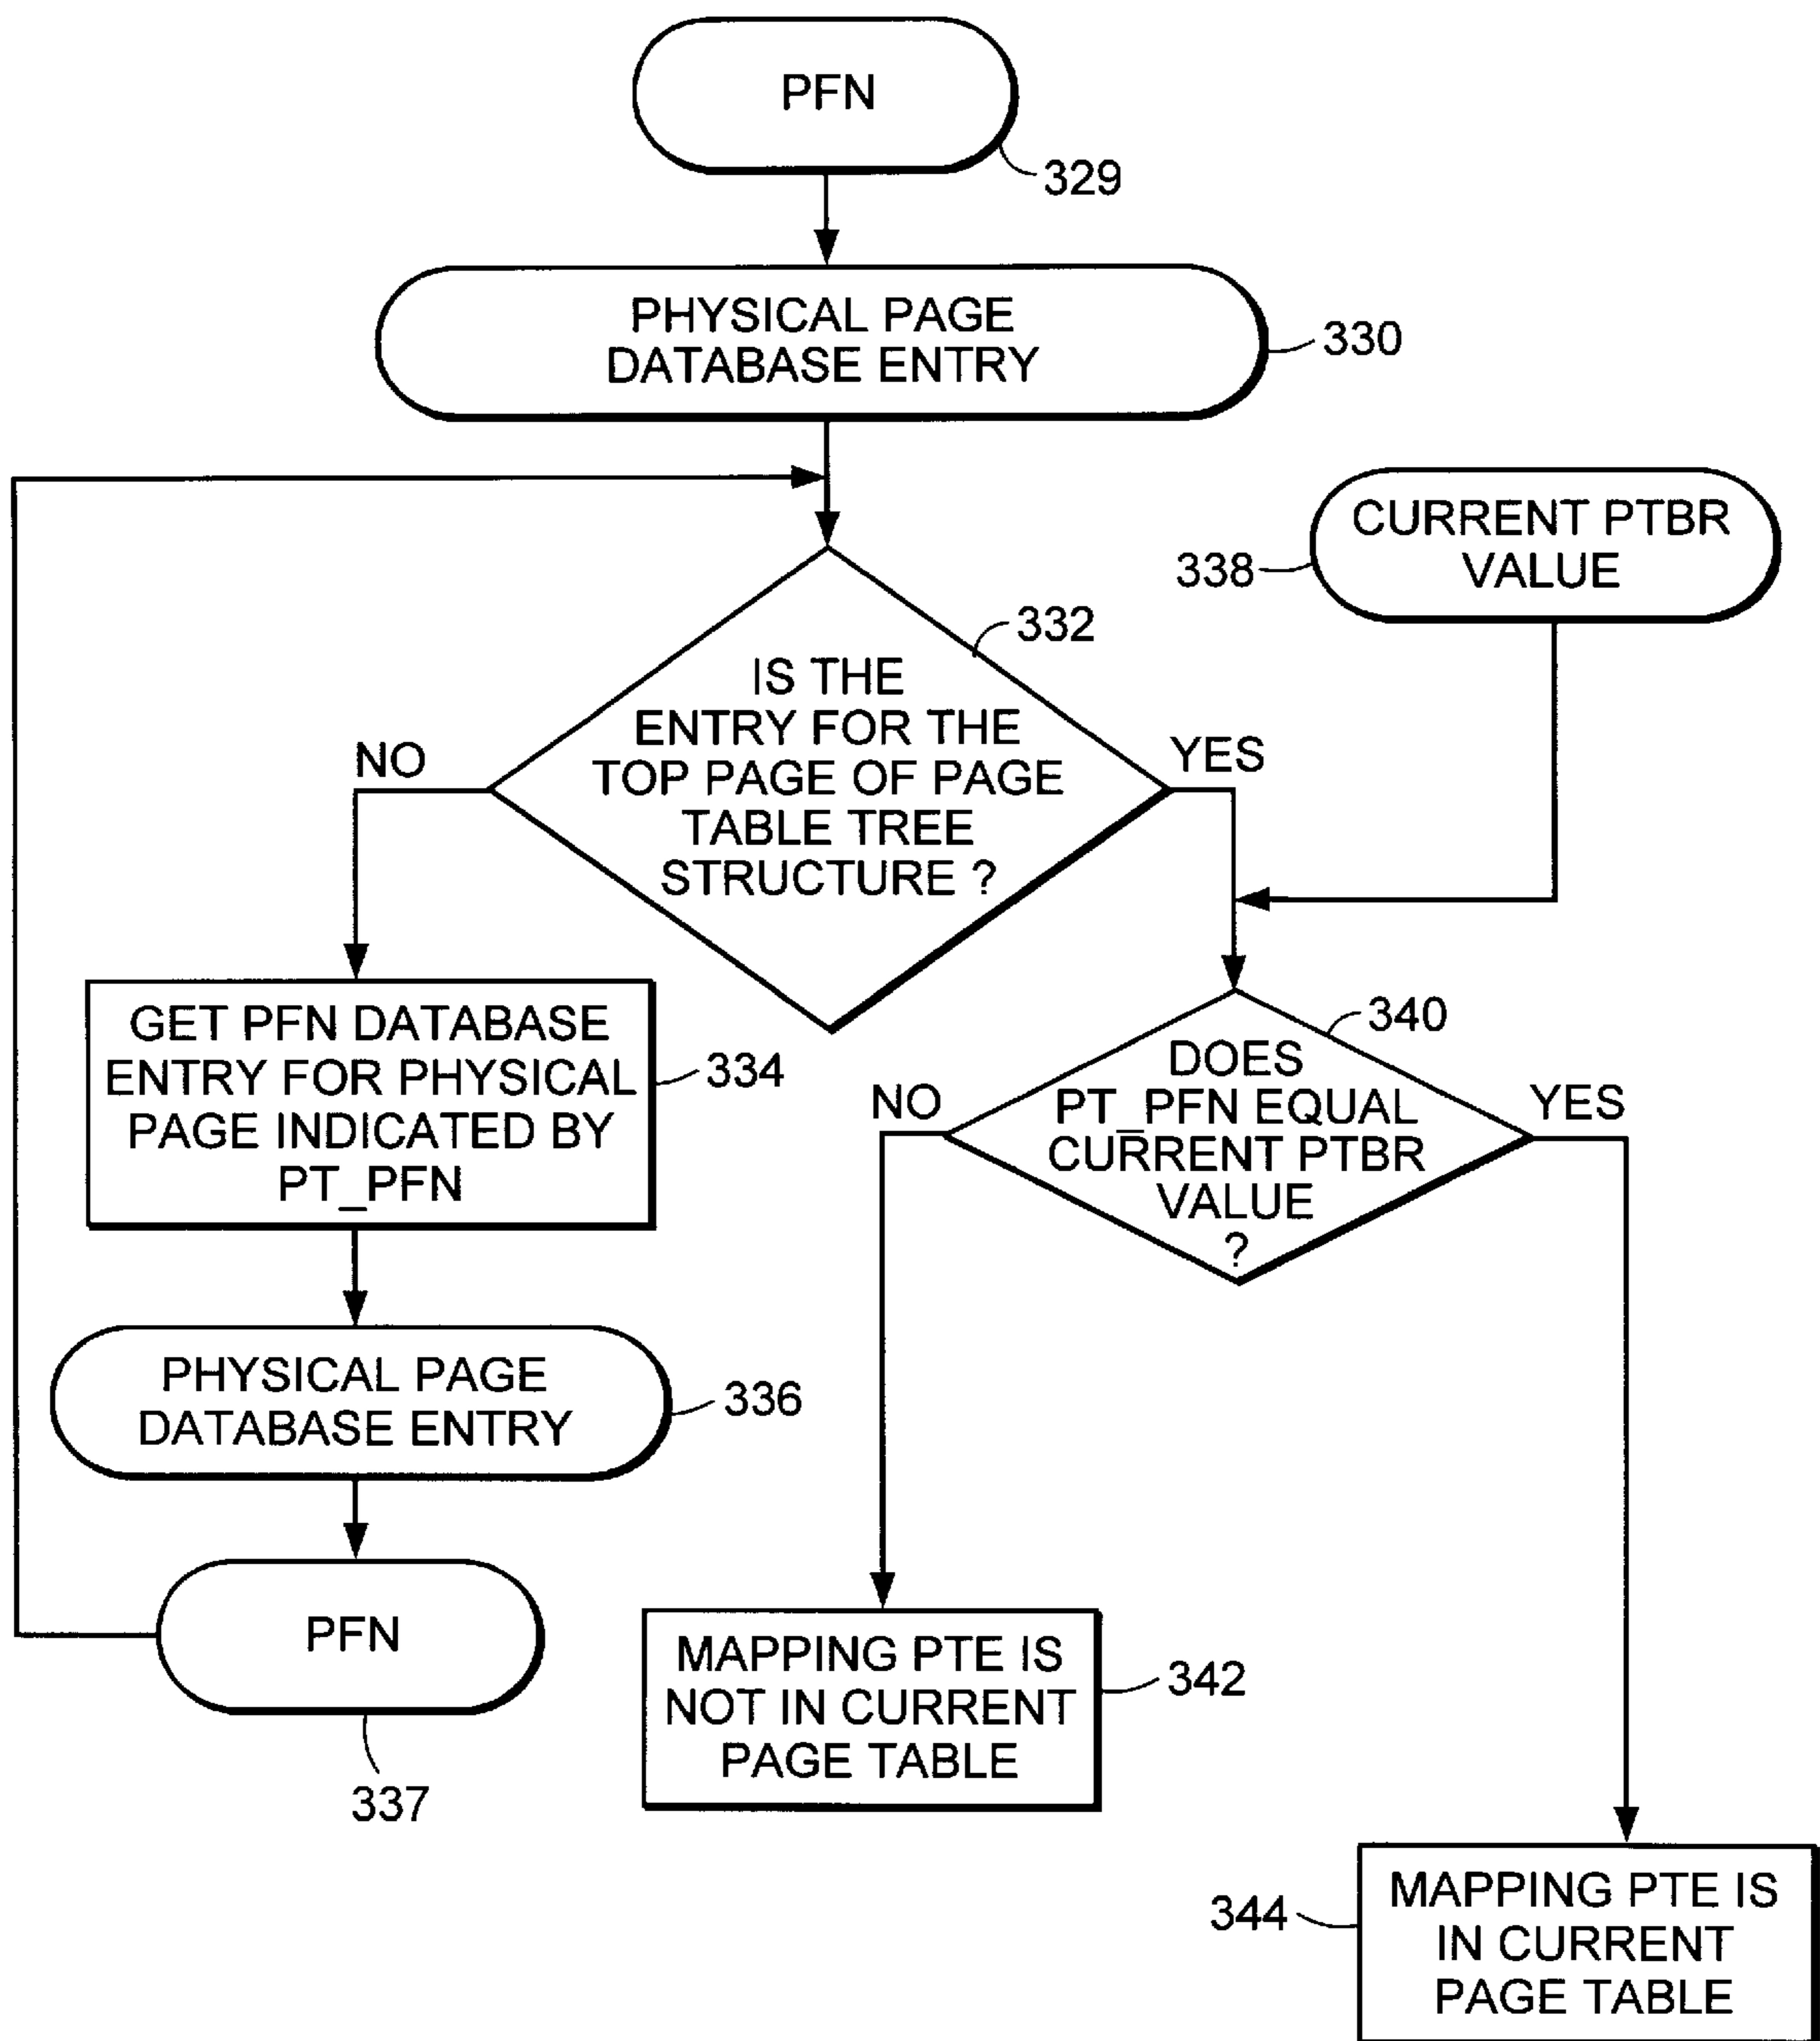 PFN
329
PHYSICAL PAGE
DATABASE ENTRY
330
CURRENT PTBR
VALUE
338
332
IS THE
ENTRY FOR THE
TOP PAGE OF PAGE
TABLE TREE
STRUCTURE ?
NO
YES
GET PFN DATABASE
ENTRY FOR PHYSICAL
PAGE INDICATED BY
PT_PFN
334
340
DOES
PT_PFN EQUAL
CURRENT PTBR
VALUE
?
NO
YES
PHYSICAL PAGE
DATABASE ENTRY
336
PFN
337
MAPPING PTE IS
NOT IN CURRENT
PAGE TABLE
342
344
MAPPING PTE IS
IN CURRENT
PAGE TABLE